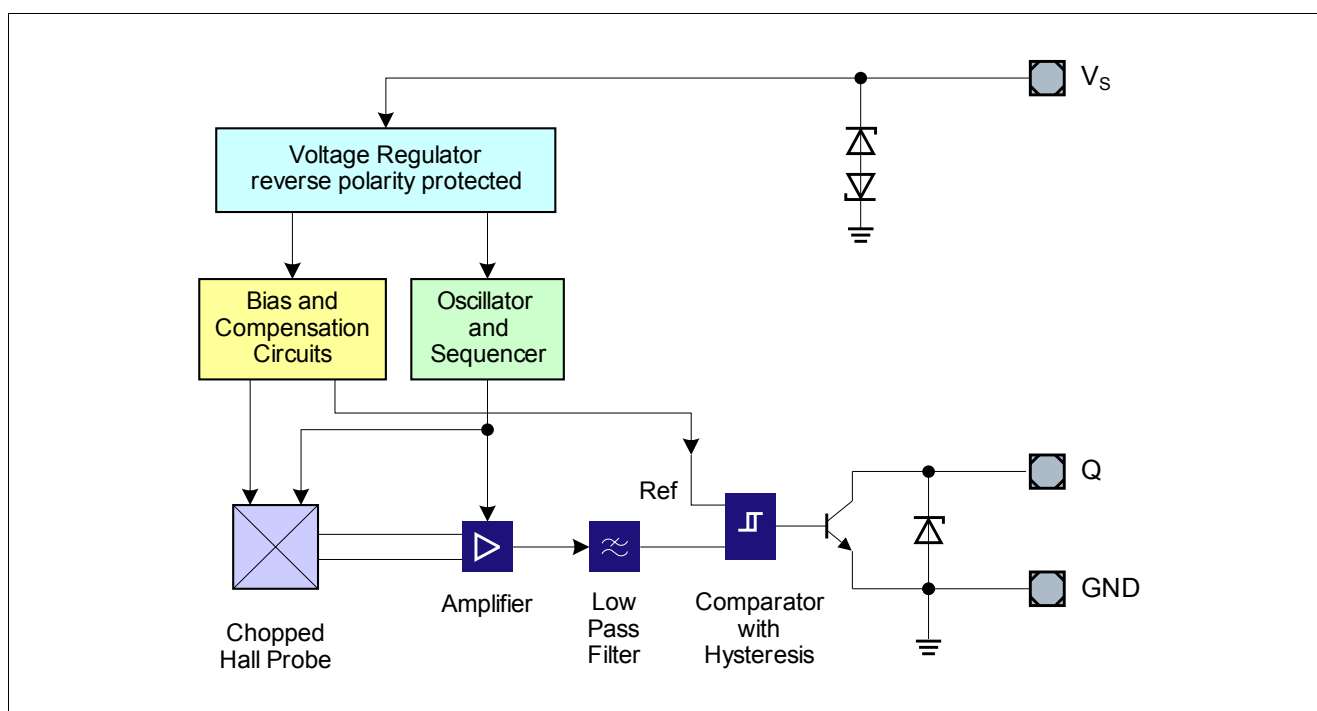 V_S
Voltage Regulator
reverse polarity protected
Bias and
Compensation
Circuits
Oscillator
and
Sequencer
Ref
Q
GND
Amplifier
Low
Pass
Filter
Comparator
with
Hysteresis
Chopped
Hall Probe